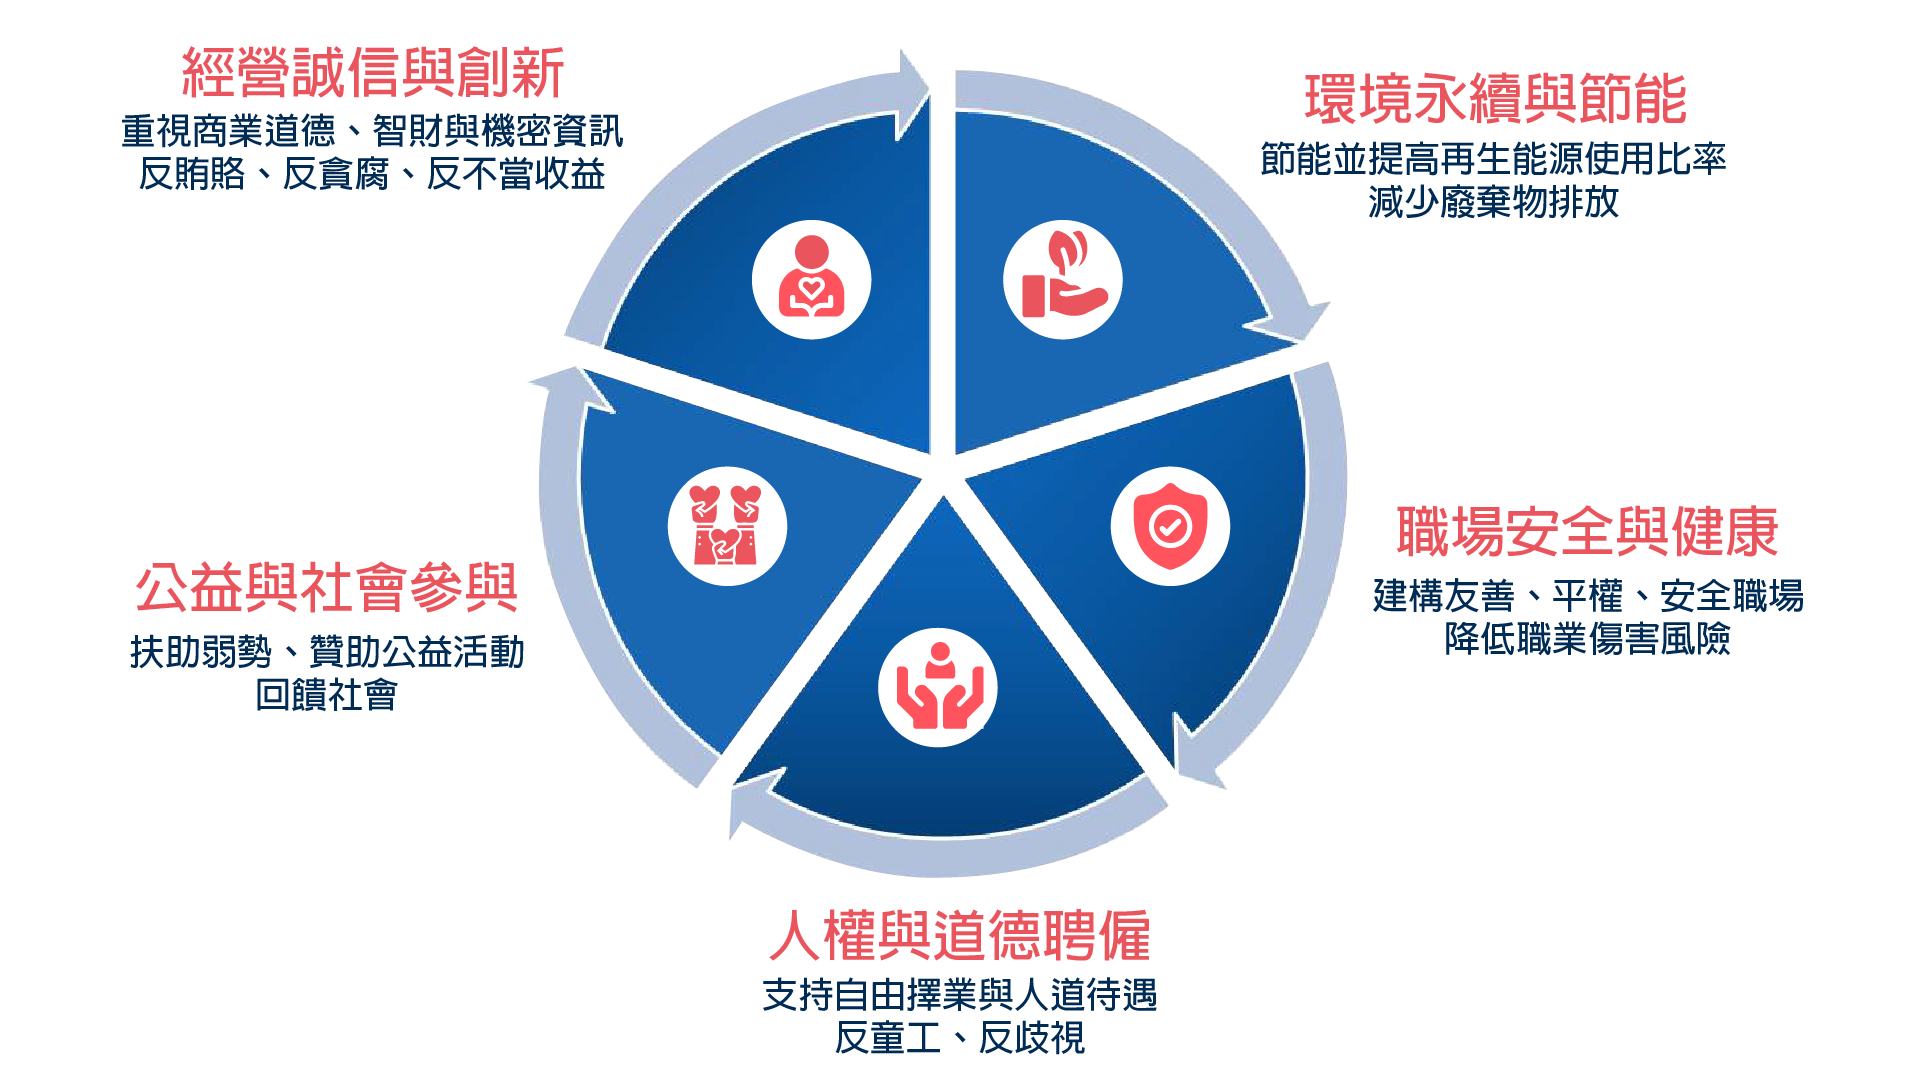 經營誠信與創新
重視商業道德、智財與機密資訊
反賄賂、反貪腐、反不當收益
環境永續與節能
節能並提高再生能源使用比率
減少廢棄物排放
職場安全與健康
建構友善、平權、安全職場
降低職業傷害風險
公益與社會參與
扶助弱勢、贊助公益活動
回饋社會
人權與道德聘僱
支持自由擇業與人道待遇
反童工、反歧視